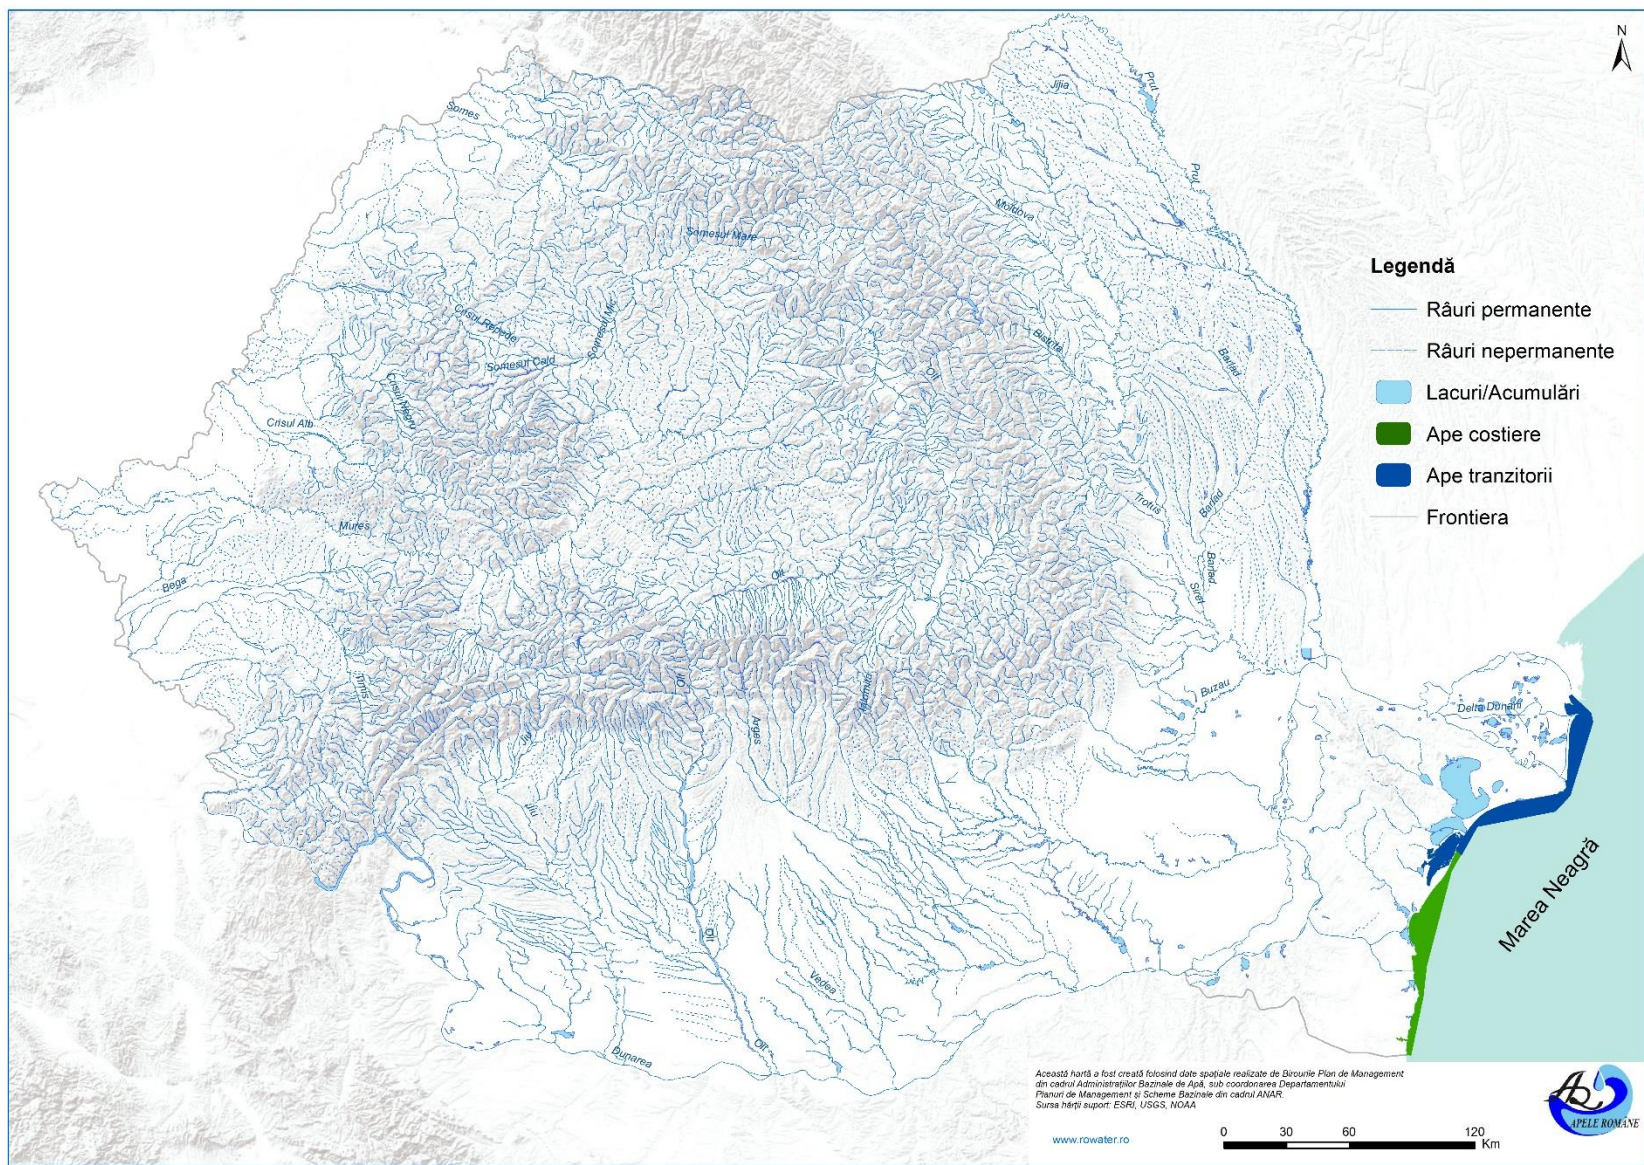 N
Prut
Jijia
Somes
Prut
Moldova
Somesul Mare
Legendă
Râuri permanente
Râuri nepermanente
Lacuri/Acumulări
Ape costiere
Ape tranzitorii
Frontiera
Crisul Repede
Somesul Mic
Bistrita
Barlad
Somesul Cald
Olt
Crisul Negru
Crisul Alb
Trotus
Barlad
Mures
Barlad
Siret
Bega
Olt
Timis
Olt
Buzau
Delta Dunarii
Arges
Jiu
Jiu
Marea Neagră
Olt
Vedea
Olt
Dunarea
Această hartă a fost creată folosind date spațiale realizate de Birourile Plan de Management
din cadrul Administrațiilor Bazinale de Apă, sub coordonarea Departamentului
Planuri de Management și Scheme Bazinale din cadrul ANAR.
Sursa hărții suport: ESRI, USGS, NOAA
www.rowater.ro
0 30 60 120
Km
APELE ROMÂNE